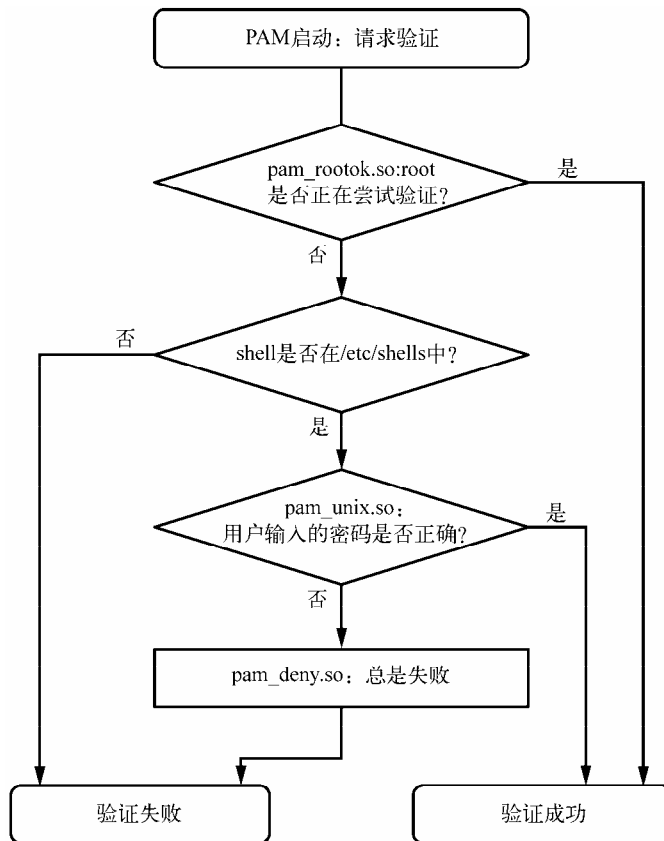 PAM启动：请求验证
pam_rootok.so:root
是否正在尝试验证？
是
否
否
shell是否在/etc/shells中？
是
pam_unix.so：
用户输入的密码是否正确？
是
否
pam_deny.so：总是失败
验证失败
验证成功